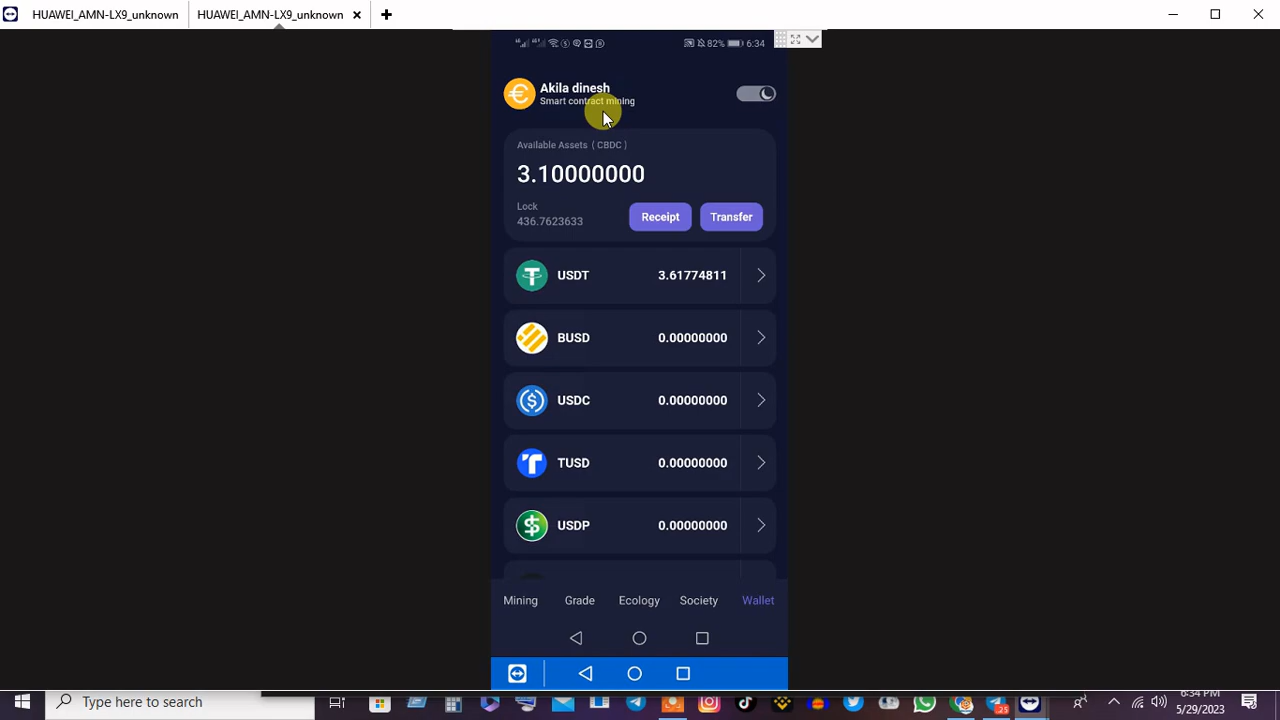 HUAWEI_AMN-LX9_unknown HUAWEI_AMN-LX9_unknown
82% 6:34
Akila dinesh
Smart contract mining
Available Assets ( CBDC )
3.10000000
Lock
436.7623633
Receipt Transfer
USDT 3.61774811
BUSD 0.00000000
USDC 0.00000000
TUSD 0.00000000
USDP 0.00000000
Mining Grade Ecology Society Wallet
Type here to search
25
6:34 PM
5/29/2023